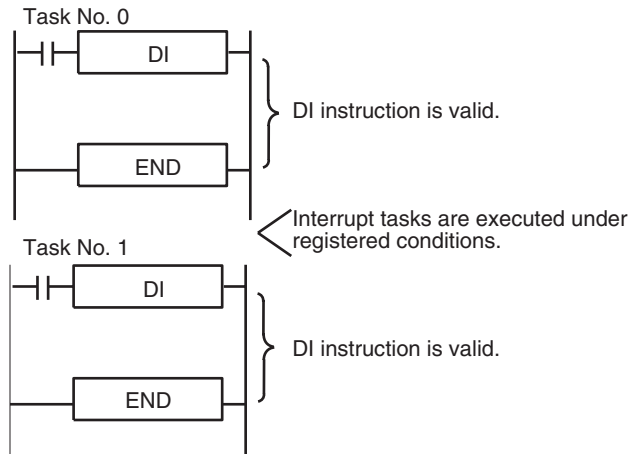 Task No. 0
DI
DI instruction is valid.
END
Interrupt tasks are executed under
registered conditions.
Task No. 1
DI
DI instruction is valid.
END